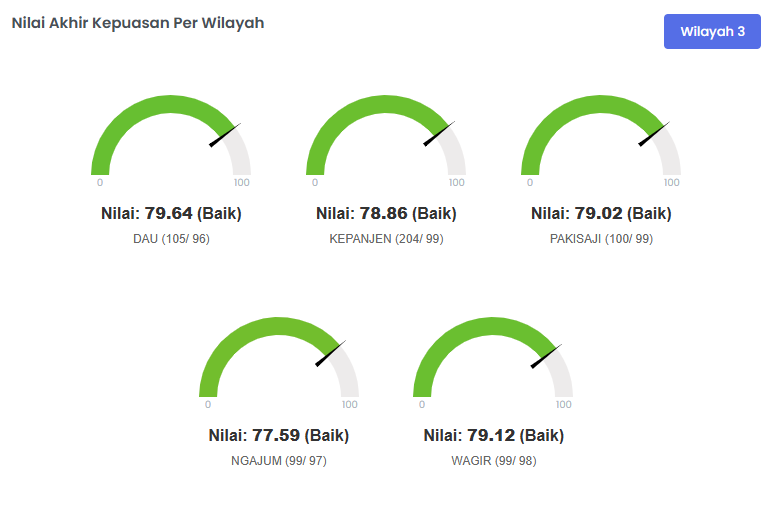 Nilai Akhir Kepuasan Per Wilayah
Wilayah 3
0 100
Nilai: 79.64 (Baik)
DAU (105/ 96)
0 100
Nilai: 78.86 (Baik)
KEPANJEN (204/ 99)
0 100
Nilai: 79.02 (Baik)
PAKISAJI (100/ 99)
0 100
Nilai: 77.59 (Baik)
NGAJUM (99/ 97)
0 100
Nilai: 79.12 (Baik)
WAGIR (99/ 98)